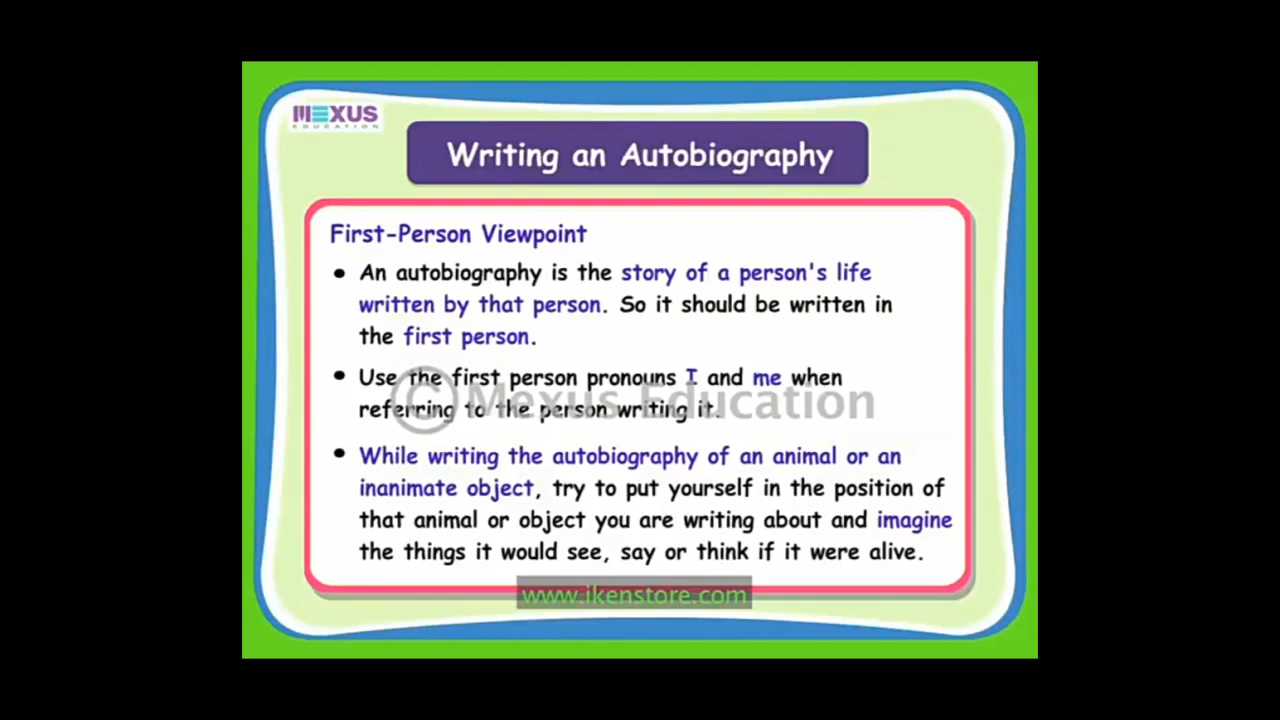 MEXUS
EDUCATION
Writing an Autobiography
First-Person Viewpoint
• An autobiography is the story of a person's life
written by that person. So it should be written in
the first person.
• Use the first person pronouns I and me when
referring to the person writing it.
© Mexus Education
• While writing the autobiography of an animal or an
inanimate object, try to put yourself in the position of
that animal or object you are writing about and imagine
the things it would see, say or think if it were alive.
www.ikenstore.com